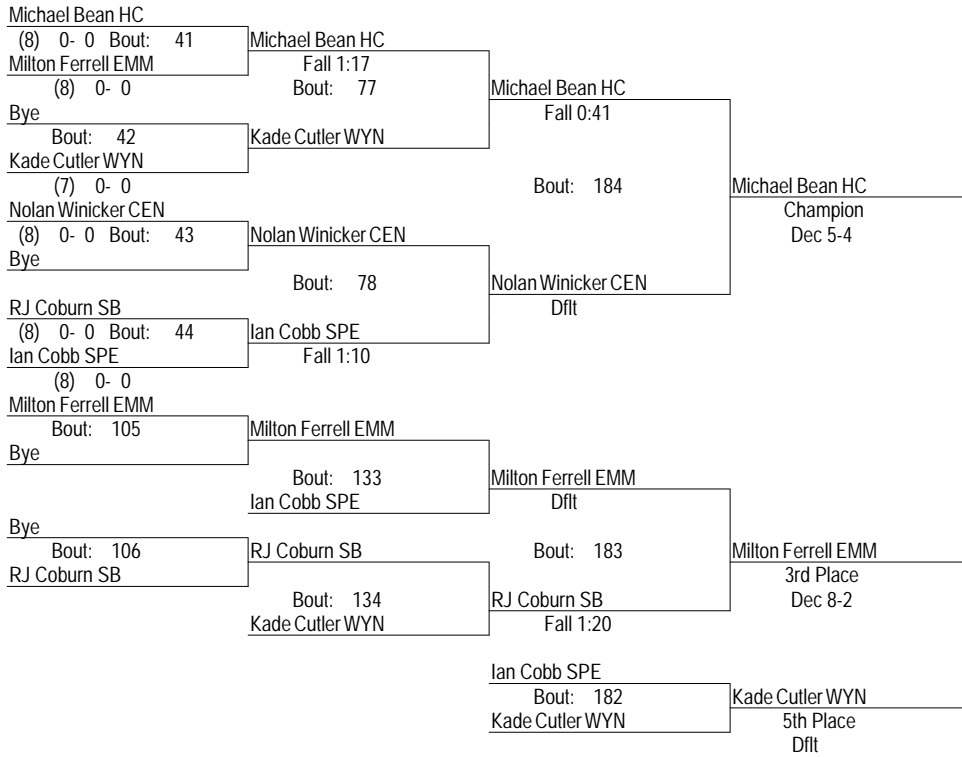 Michael Bean HC
(8) 0- 0 Bout: 41 Michael Bean HC
Milton Ferrell EMM Fall 1:17
(8) 0- 0 Bout: 77 Michael Bean HC
Bye Fall 0:41
Bout: 42 Kade Cutler WYN
Kade Cutler WYN
(7) 0- 0 Bout: 184 Michael Bean HC
Nolan Winicker CEN Champion
(8) 0- 0 Bout: 43 Nolan Winicker CEN Dec 5-4
Bye
Bout: 78 Nolan Winicker CEN
RJ Coburn SB Dflt
(8) 0- 0 Bout: 44 Ian Cobb SPE
Ian Cobb SPE Fall 1:10
(8) 0- 0
Milton Ferrell EMM
Bout: 105 Milton Ferrell EMM
Bye
Bout: 133 Milton Ferrell EMM
Ian Cobb SPE Dflt
Bye
Bout: 106 RJ Coburn SB Bout: 183 Milton Ferrell EMM
RJ Coburn SB 3rd Place
Bout: 134 RJ Coburn SB Dec 8-2
Kade Cutler WYN Fall 1:20
Ian Cobb SPE
Bout: 182 Kade Cutler WYN
Kade Cutler WYN 5th Place
Dflt